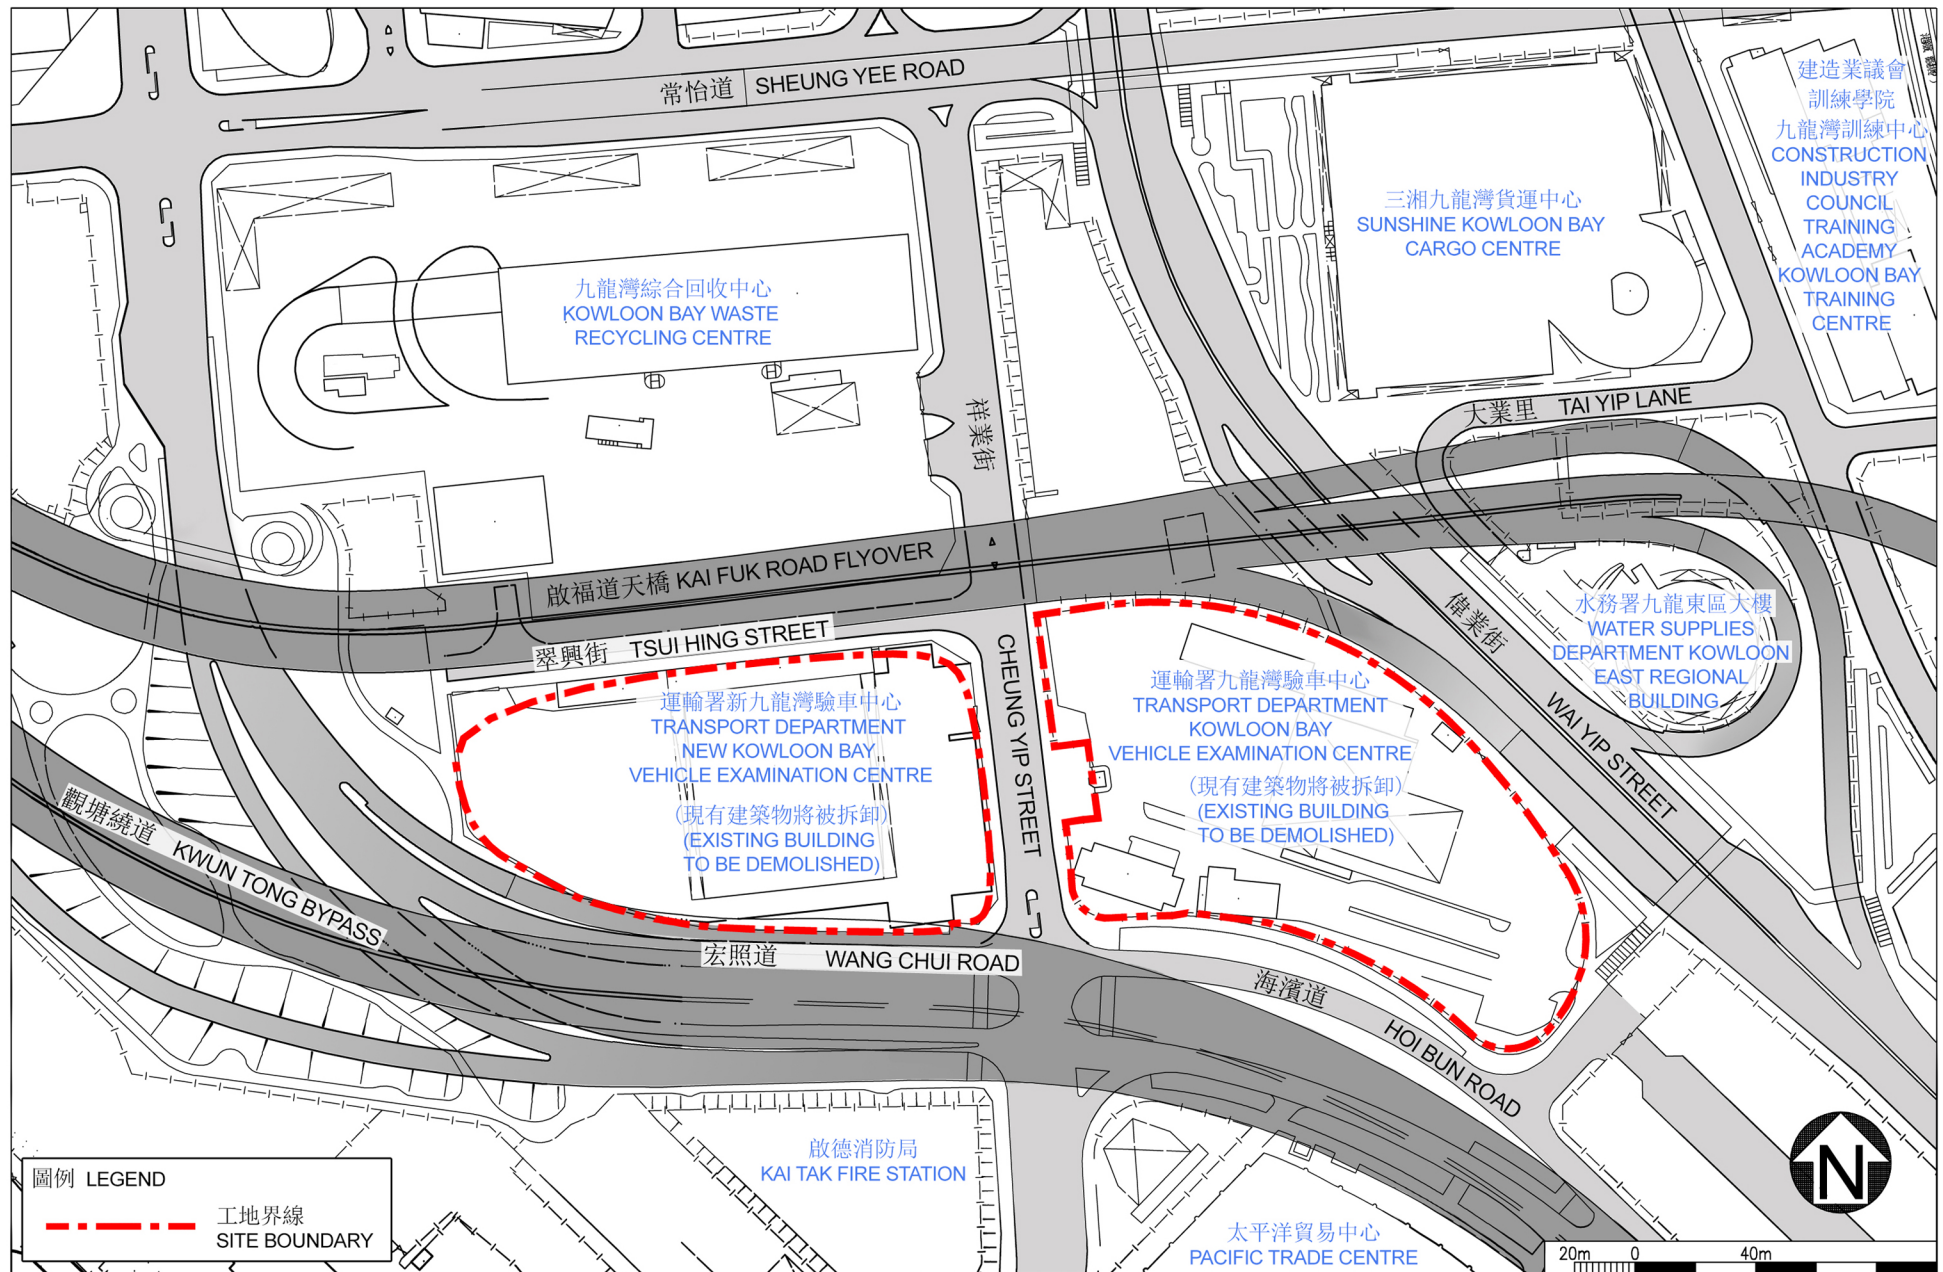 常怡道 SHEUNG YEE ROAD
建造業議會
訓練學院
九龍灣訓練中心
CONSTRUCTION
INDUSTRY
COUNCIL
TRAINING
ACADEMY
KOWLOON BAY
TRAINING
CENTRE
三湘九龍灣貨運中心
SUNSHINE KOWLOON BAY
CARGO CENTRE
九龍灣綜合回收中心
KOWLOON BAY WASTE
RECYCLING CENTRE
祥業街
大業里 TAI YIP LANE
啟福道天橋 KAI FUK ROAD FLYOVER
翠興街 TSUI HING STREET
CHEUNG YIP STREET
偉業街
WAI YIP STREET
水務署九龍東區大樓
WATER SUPPLIES
DEPARTMENT KOWLOON
EAST REGIONAL
BUILDING
運輸署新九龍灣驗車中心
TRANSPORT DEPARTMENT
NEW KOWLOON BAY
VEHICLE EXAMINATION CENTRE
(現有建築物將被拆卸)
(EXISTING BUILDING
TO BE DEMOLISHED)
運輸署九龍灣驗車中心
TRANSPORT DEPARTMENT
KOWLOON BAY
VEHICLE EXAMINATION CENTRE
(現有建築物將被拆卸)
(EXISTING BUILDING
TO BE DEMOLISHED)
觀塘繞道 KWUN TONG BYPASS
宏照道 WANG CHUI ROAD
海濱道
HOI BUN ROAD
啟德消防局
KAI TAK FIRE STATION
太平洋貿易中心
PACIFIC TRADE CENTRE
圖例 LEGEND
工地界線
SITE BOUNDARY
N
20m 0 40m